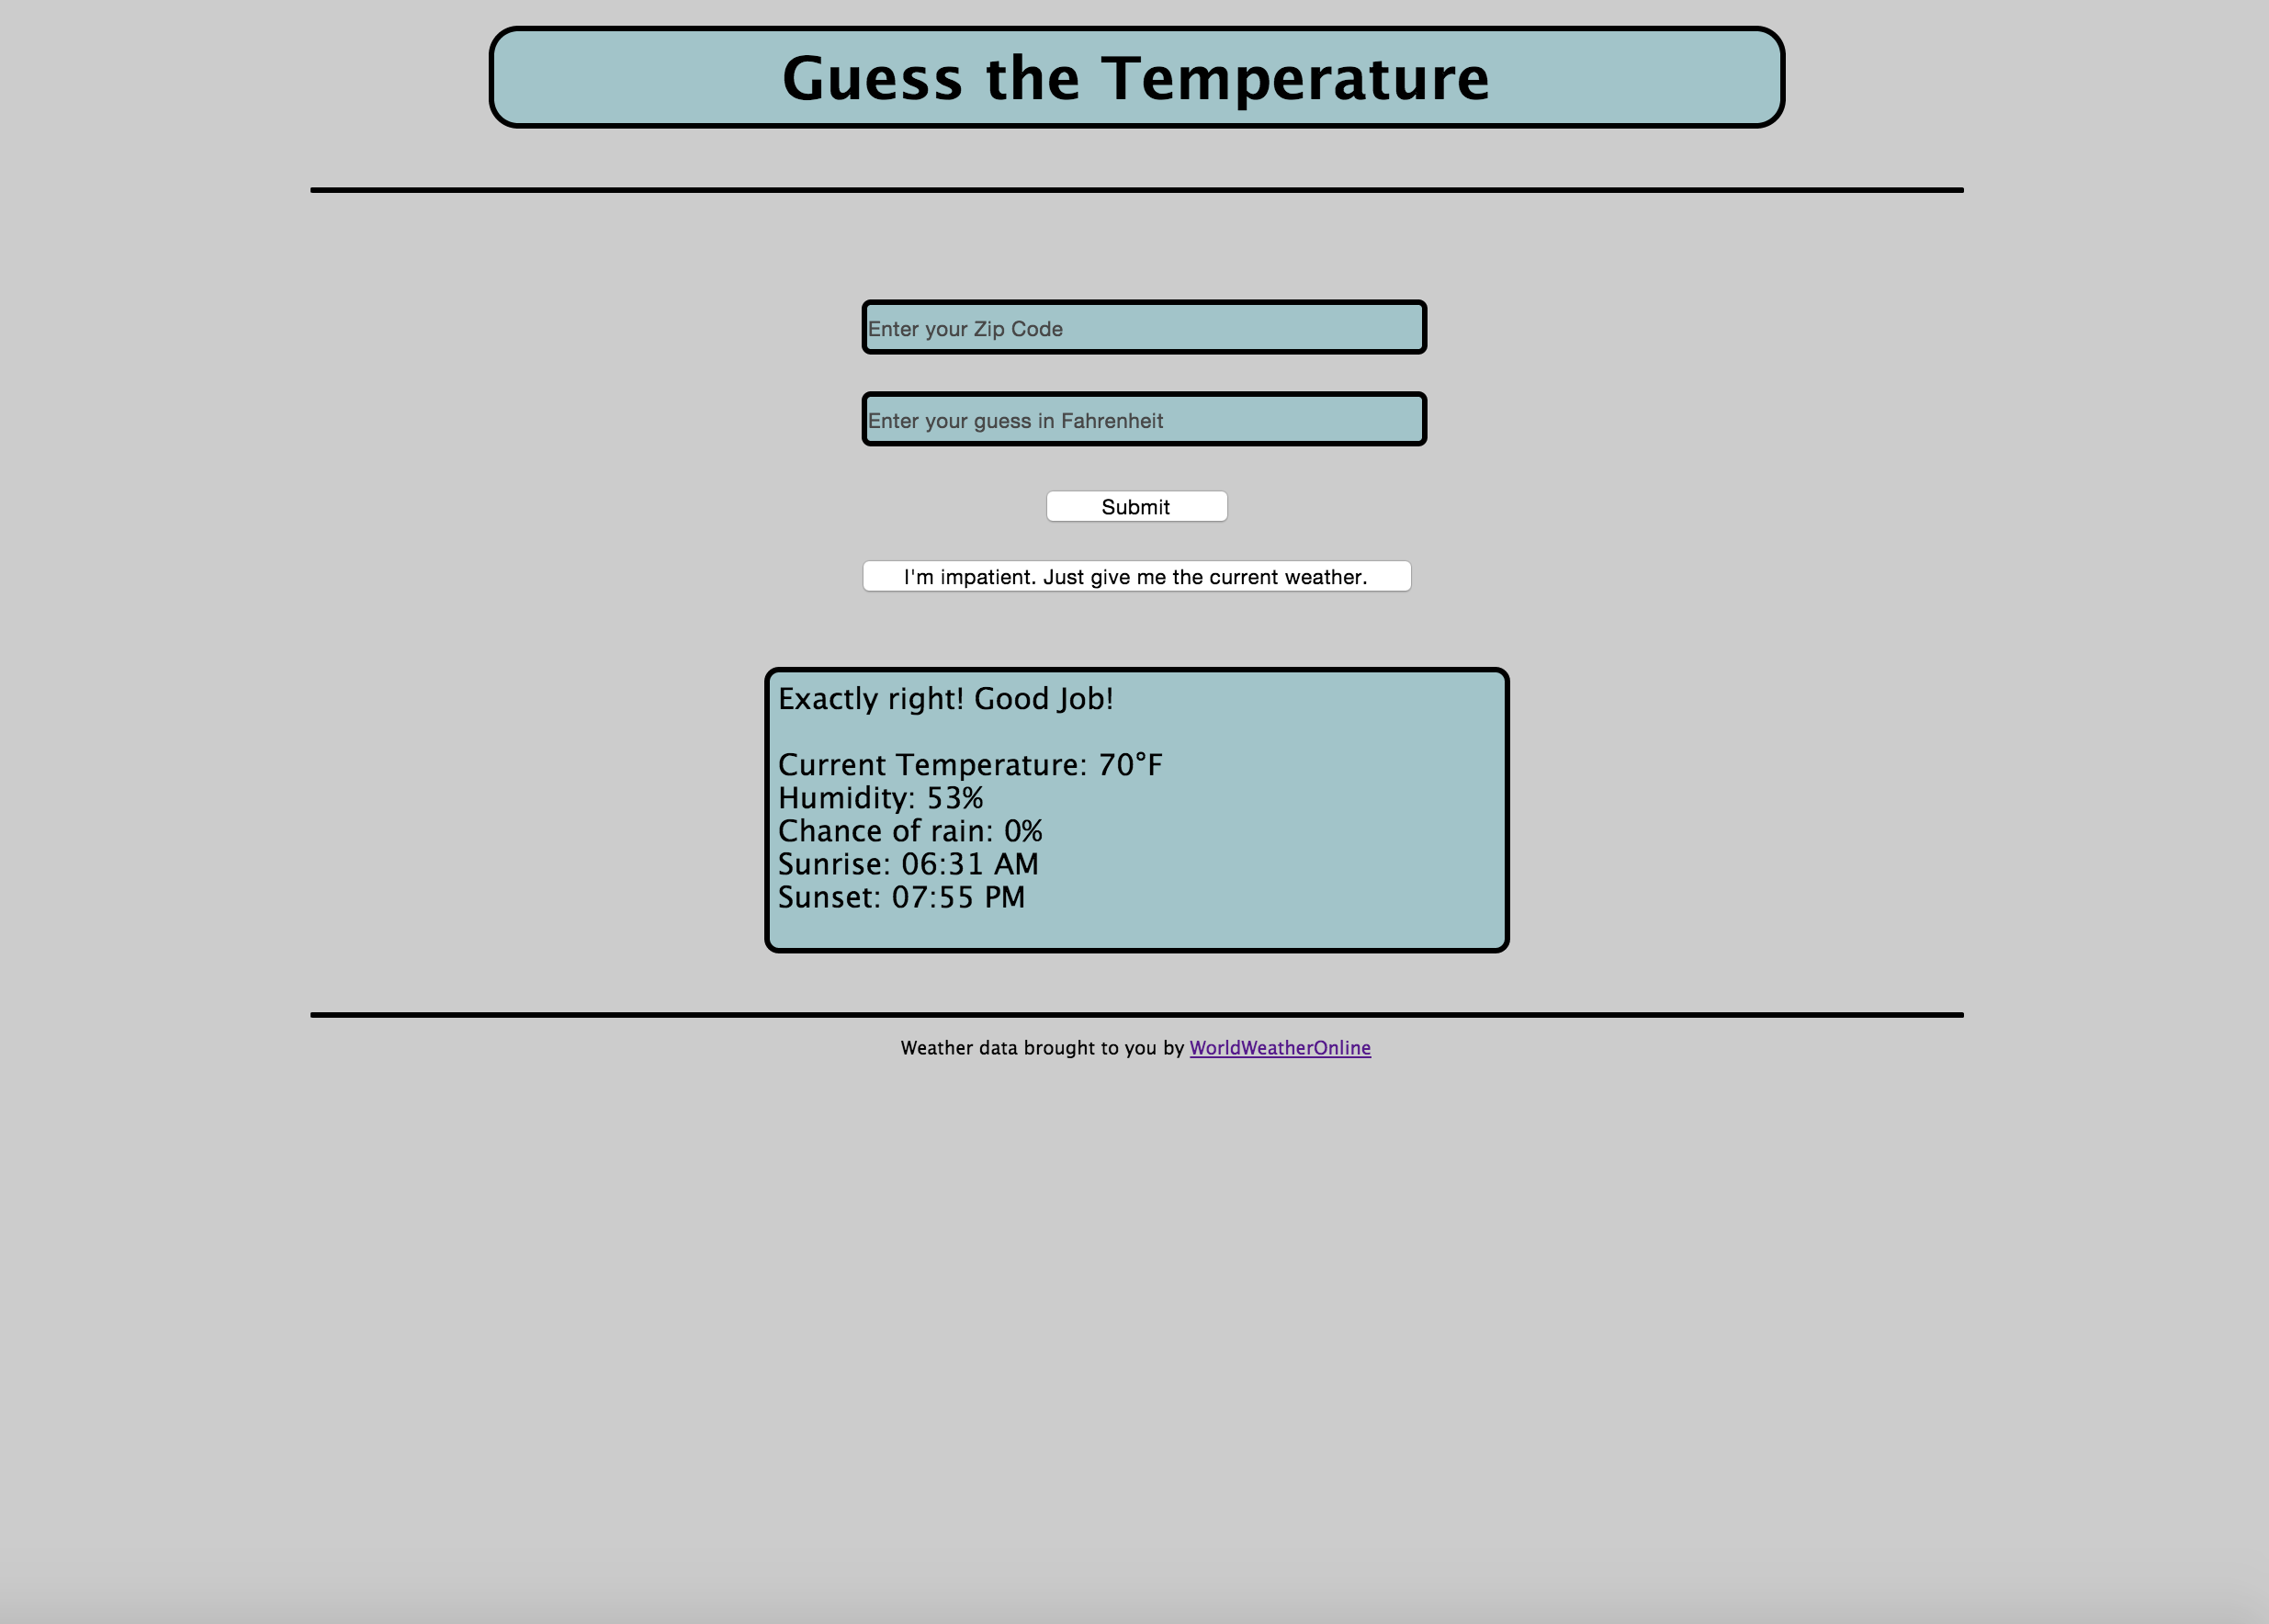 Guess the Temperature
Enter your Zip Code
Enter your guess in Fahrenheit
Submit
I'm impatient. Just give me the current weather.
Exactly right! Good Job!
Current Temperature: 70°F
Humidity: 53%
Chance of rain: 0%
Sunrise: 06:31 AM
Sunset: 07:55 PM
Weather data brought to you by WorldWeatherOnline